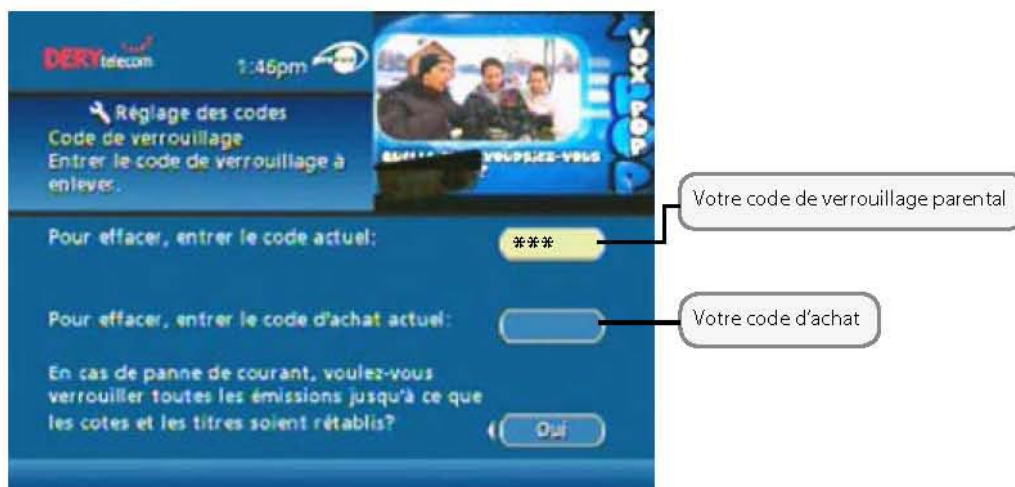 DERYtelecom
1:46pm
VOX POP
Réglage des codes
Code de verrouillage
Entrer le code de verrouillage à
enlever.
Votre code de verrouillage parental
Pour effacer, entrer le code actuel:
***
Pour effacer, entrer le code d'achat actuel:
Votre code d'achat
En cas de panne de courant, voulez-vous
verrouiller toutes les émissions jusqu'à ce que
les cotes et les titres soient rétablis?
Oui